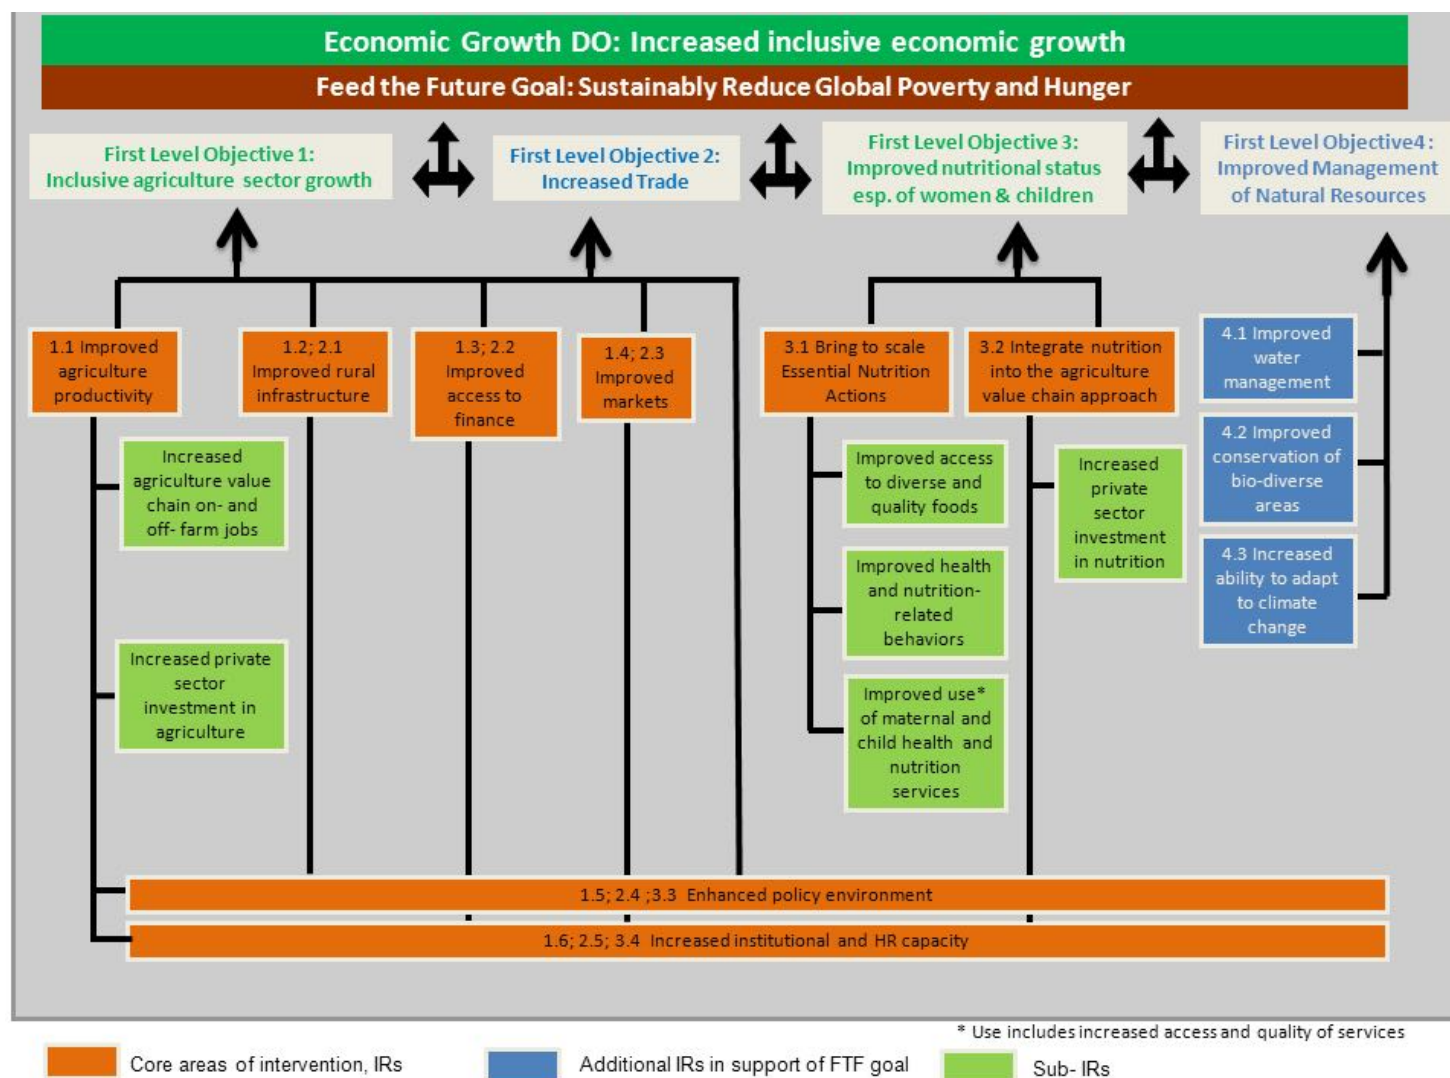 Economic Growth DO: Increased inclusive economic growth
Feed the Future Goal: Sustainably Reduce Global Poverty and Hunger
First Level Objective 1:
Inclusive agriculture sector growth
First Level Objective 2:
Increased Trade
First Level Objective 3:
Improved nutritional status
esp. of women & children
First Level Objective4 :
Improved Management
of Natural Resources
1.1 Improved
agriculture
productivity
1.2; 2.1
Improved rural
infrastructure
1.3; 2.2
Improved
access to
finance
1.4; 2.3
Improved
markets
3.1 Bring to scale
Essential Nutrition
Actions
3.2 Integrate nutrition
into the agriculture
value chain approach
4.1 Improved
water
management
Increased
agriculture value
chain on- and
off- farm jobs
Improved access
to diverse and
quality foods
Increased
private
sector
investment
in nutrition
4.2 Improved
conservation of
bio-diverse
areas
Improved health
and nutrition-
related
behaviors
4.3 Increased
ability to adapt
to climate
change
Increased private
sector
investment in
agriculture
Improved use*
of maternal and
child health and
nutrition
services
1.5; 2.4 ;3.3 Enhanced policy environment
1.6; 2.5; 3.4 Increased institutional and HR capacity
* Use includes increased access and quality of services
Core areas of intervention, IRs
Additional IRs in support of FTF goal
Sub- IRs